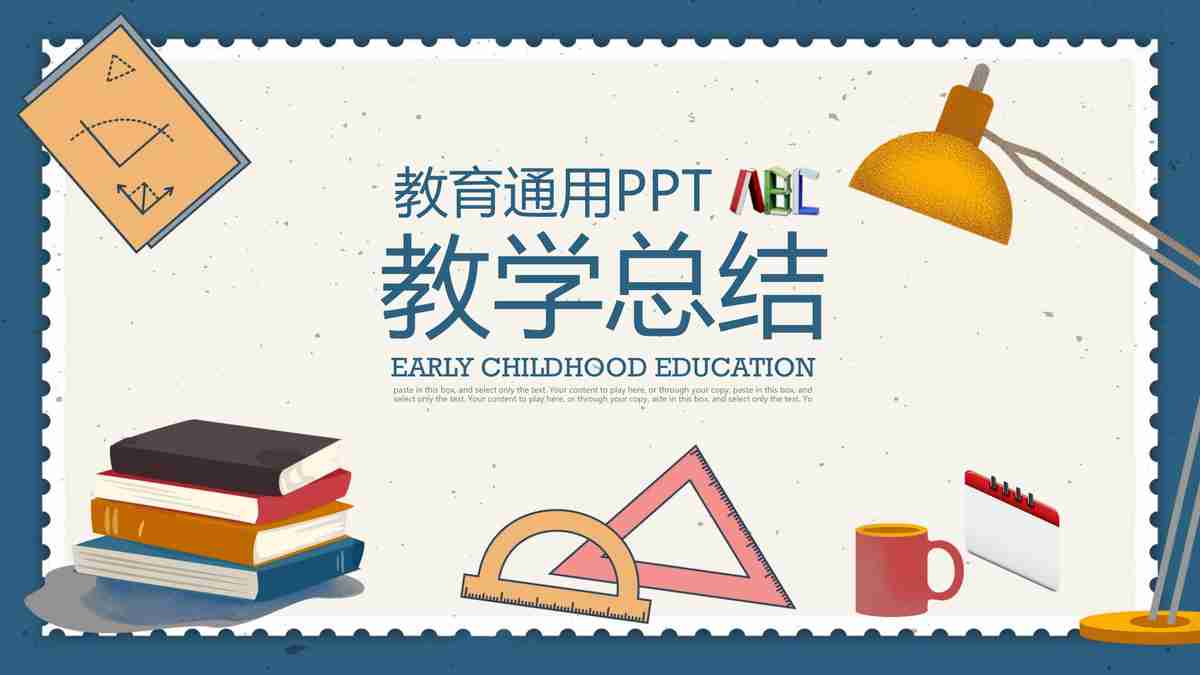 教育通用PPT ABC
教学总结
EARLY CHILDHOOD EDUCATION
paste in this box, and select only the text. Your content to play here, or through your copy, paste in this box, and
select only the text. Your content to play here, or through your copy, aste in this box, and select only the text. Yo